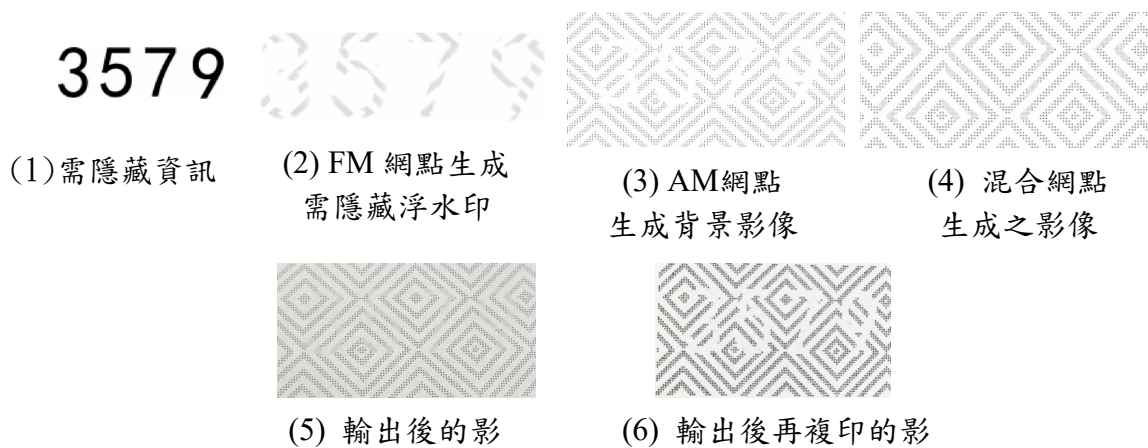 3579
3579
(1)需隱藏資訊
(2) FM 網點生成
需隱藏浮水印
(3) AM網點
生成背景影像
(4) 混合網點
生成之影像
(5) 輸出後的影
(6) 輸出後再複印的影